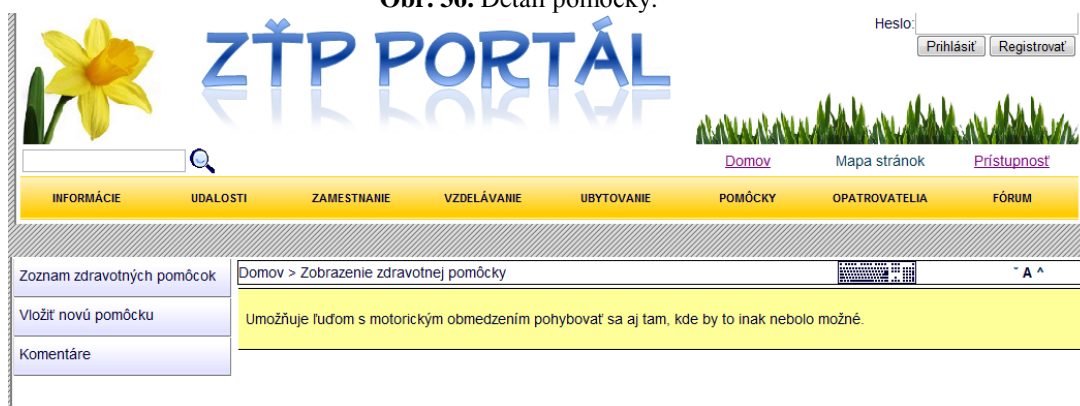 Obr. 36. Detail pomôcky.
ZŤP PORTÁL
Heslo:
Prihlásiť Registrovať
Domov Mapa stránok Prístupnosť
INFORMÁCIE UDALOSTI ZAMESTNANIE VZDELÁVANIE UBYTOVANIE POMÔCKY OPATROVATELIA FÓRUM
Zoznam zdravotných pomôcok
Vložiť novú pomôcku
Komentáre
Domov > Zobrazenie zdravotnej pomôcky
ˇ A ^
Umožňuje ľuďom s motorickým obmedzením pohybovať sa aj tam, kde by to inak nebolo možné.